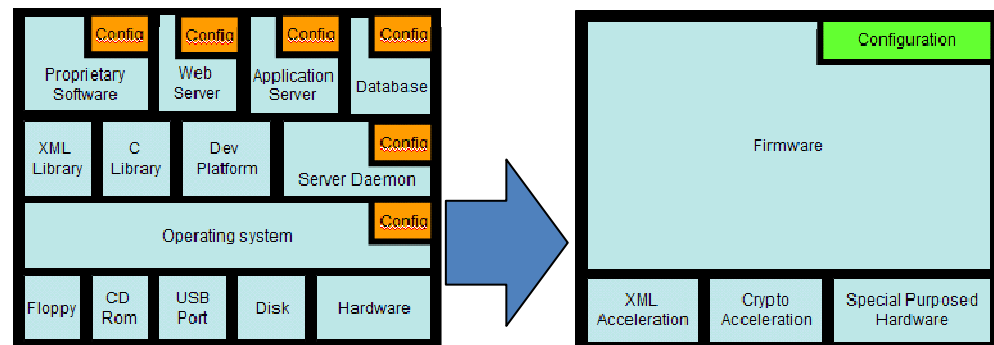 Config
Config
Config
Config
Proprietary
Software
Web
Server
Application
Server
Database
XML
Library
C
Library
Dev
Platform
Config
Server Daemon
Config
Operating system
Floppy
CD
Rom
USB
Port
Disk
Hardware
Configuration
Firmware
XML
Acceleration
Crypto
Acceleration
Special Purposed
Hardware